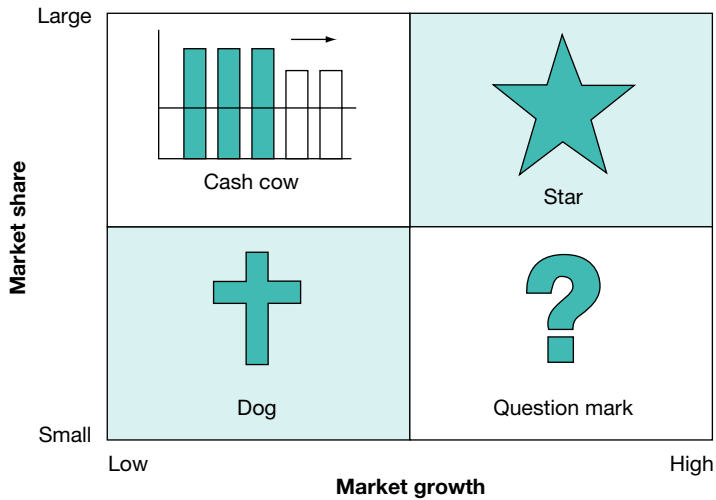 Large
Market share
Cash cow
Star
Dog
Question mark
Small
Low
High
Market growth